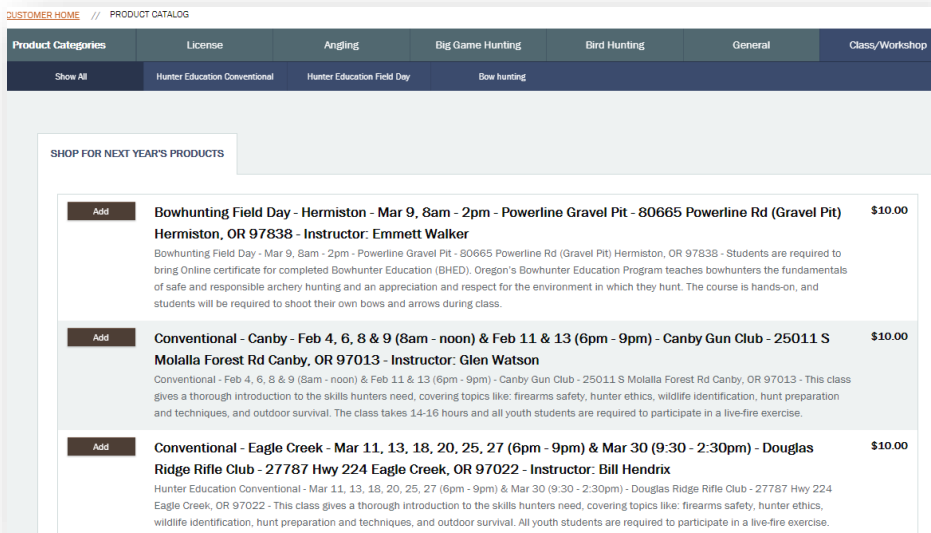 CUSTOMER HOME // PRODUCT CATALOG
Product Categories License Angling Big Game Hunting Bird Hunting General Class/Workshop
Show All Hunter Education Conventional Hunter Education Field Day Bow hunting
SHOP FOR NEXT YEAR'S PRODUCTS
Add Bowhunting Field Day - Hermiston - Mar 9, 8am - 2pm - Powerline Gravel Pit - 80665 Powerline Rd (Gravel Pit) $10.00
Hermiston, OR 97838 - Instructor: Emmett Walker
Bowhunting Field Day - Mar 9, 8am - 2pm - Powerline Gravel Pit - 80665 Powerline Rd (Gravel Pit) Hermiston, OR 97838 - Students are required to
bring Online certificate for completed Bowhunter Education (BHED). Oregon's Bowhunter Education Program teaches bowhunters the fundamentals
of safe and responsible archery hunting and an appreciation and respect for the environment in which they hunt. The course is hands-on, and
students will be required to shoot their own bows and arrows during class.
Add Conventional - Canby - Feb 4, 6, 8 & 9 (8am - noon) & Feb 11 & 13 (6pm - 9pm) - Canby Gun Club - 25011 S $10.00
Molalla Forest Rd Canby, OR 97013 - Instructor: Glen Watson
Conventional - Feb 4, 6, 8 & 9 (8am - noon) & Feb 11 & 13 (6pm - 9pm) - Canby Gun Club - 25011 S Molalla Forest Rd Canby, OR 97013 - This class
gives a thorough introduction to the skills hunters need, covering topics like: firearms safety, hunter ethics, wildlife identification, hunt preparation
and techniques, and outdoor survival. The class takes 14-16 hours and all youth students are required to participate in a live-fire exercise.
Add Conventional - Eagle Creek - Mar 11, 13, 18, 20, 25, 27 (6pm - 9pm) & Mar 30 (9:30 - 2:30pm) - Douglas $10.00
Ridge Rifle Club - 27787 Hwy 224 Eagle Creek, OR 97022 - Instructor: Bill Hendrix
Hunter Education Conventional - Mar 11, 13, 18, 20, 25, 27 (6pm - 9pm) & Mar 30 (9:30 - 2:30pm) - Douglas Ridge Rifle Club - 27787 Hwy 224
Eagle Creek, OR 97022 - This class gives a thorough introduction to the skills hunters need, covering topics like: firearms safety, hunter ethics,
wildlife identification, hunt preparation and techniques, and outdoor survival. All youth students are required to participate in a live-fire exercise.